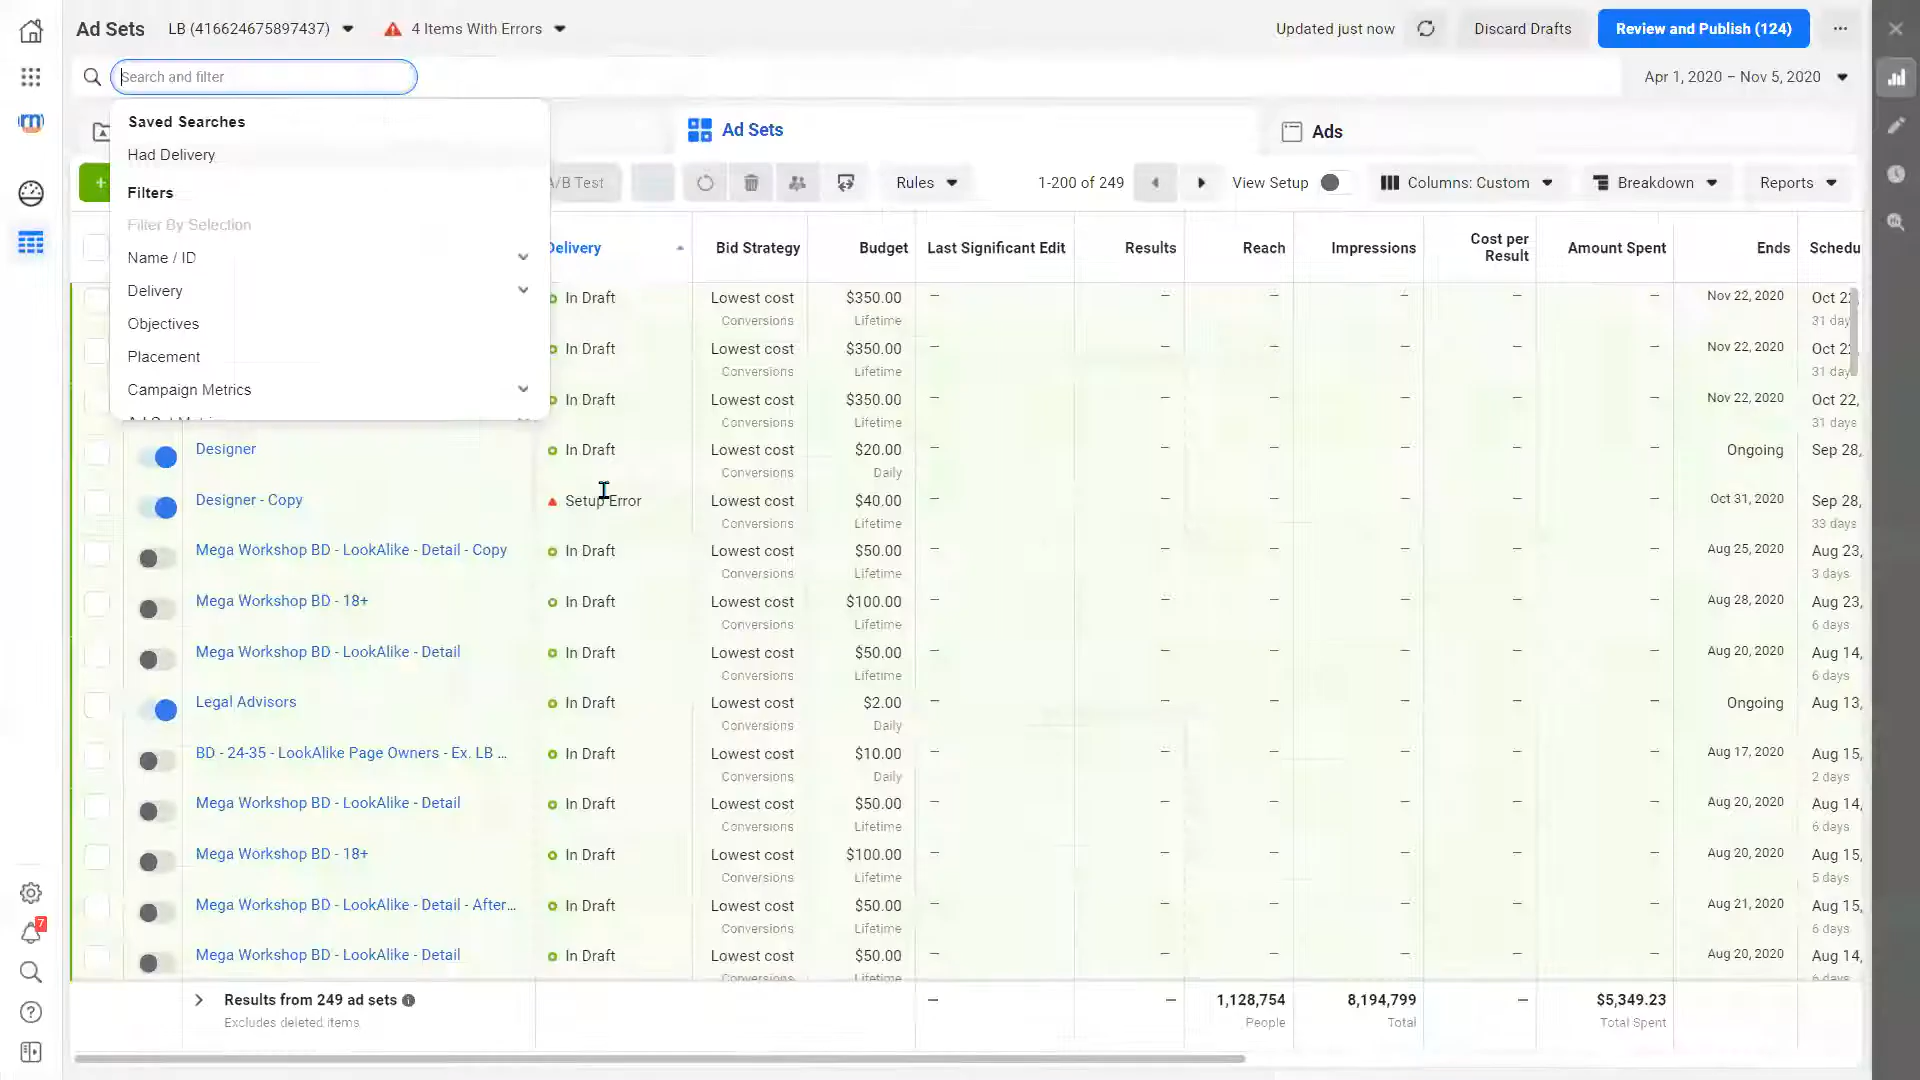 Ad Sets
LB (416624675897437)
4 Items With Errors
Updated just now
Discard Drafts
Review and Publish (124)
Search and filter
Apr 1, 2020 – Nov 5, 2020
Saved Searches
Had Delivery
Filters
Filter By Selection
Name / ID
Delivery
Objectives
Placement
Campaign Metrics
Ad Sets
Ads
A/B Test
Rules
1-200 of 249
View Setup
Columns: Custom
Breakdown
Reports
Delivery
Bid Strategy
Budget
Last Significant Edit
Results
Reach
Impressions
Cost per
Result
Amount Spent
Ends
Schedu
In Draft Lowest cost $350.00 – – – – – – Nov 22, 2020 Oct 22
Conversions Lifetime 31 day
In Draft Lowest cost $350.00 – – – – – – Nov 22, 2020 Oct 22
Conversions Lifetime 31 day
In Draft Lowest cost $350.00 – – – – – – Nov 22, 2020 Oct 22,
Conversions Lifetime 31 days
Designer In Draft Lowest cost $20.00 – – – – – – Ongoing Sep 28,
Conversions Daily
Designer - Copy Setup Error Lowest cost $40.00 – – – – – – Oct 31, 2020 Sep 28,
Conversions Lifetime 33 days
Mega Workshop BD - LookAlike - Detail - Copy In Draft Lowest cost $50.00 – – – – – – Aug 25, 2020 Aug 23,
Conversions Lifetime 3 days
Mega Workshop BD - 18+ In Draft Lowest cost $100.00 – – – – – – Aug 28, 2020 Aug 23,
Conversions Lifetime 6 days
Mega Workshop BD - LookAlike - Detail In Draft Lowest cost $50.00 – – – – – – Aug 20, 2020 Aug 14,
Conversions Lifetime 6 days
Legal Advisors In Draft Lowest cost $2.00 – – – – – – Ongoing Aug 13,
Conversions Daily
BD - 24-35 - LookAlike Page Owners - Ex. LB ... In Draft Lowest cost $10.00 – – – – – – Aug 17, 2020 Aug 15,
Conversions Daily 2 days
Mega Workshop BD - LookAlike - Detail In Draft Lowest cost $50.00 – – – – – – Aug 20, 2020 Aug 14,
Conversions Lifetime 6 days
Mega Workshop BD - 18+ In Draft Lowest cost $100.00 – – – – – – Aug 20, 2020 Aug 15,
Conversions Lifetime 5 days
Mega Workshop BD - LookAlike - Detail - After... In Draft Lowest cost $50.00 – – – – – – Aug 21, 2020 Aug 15,
Conversions Lifetime 6 days
Mega Workshop BD - LookAlike - Detail In Draft Lowest cost $50.00 – – – – – – Aug 20, 2020 Aug 14,
Conversions Lifetime 6 days
Results from 249 ad sets – – 1,128,754 8,194,799 – $5,349.23
Excludes deleted items People Total Total Spent
7